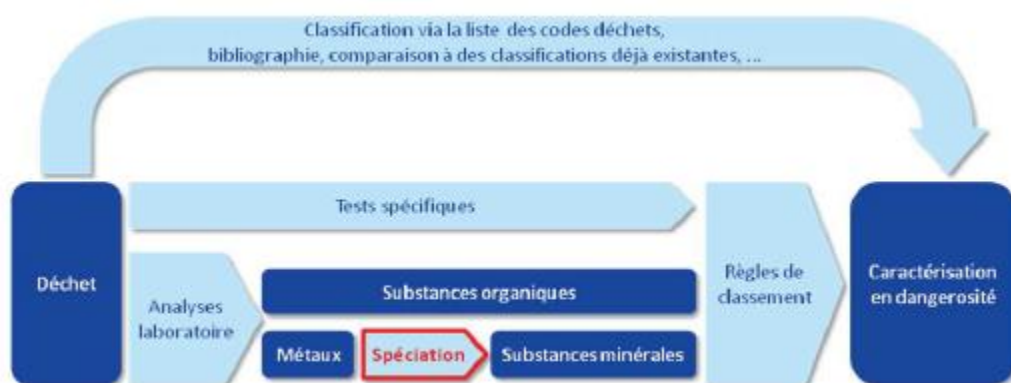 Classification via la liste des codes déchets,
bibliographie, comparaison à des classifications déjà existantes, ...
Tests spécifiques
Déchet
Analyses
laboratoire
Substances organiques
Métaux
Spéciation
Substances minérales
Règles de
classement
Caractérisation
en dangerosité